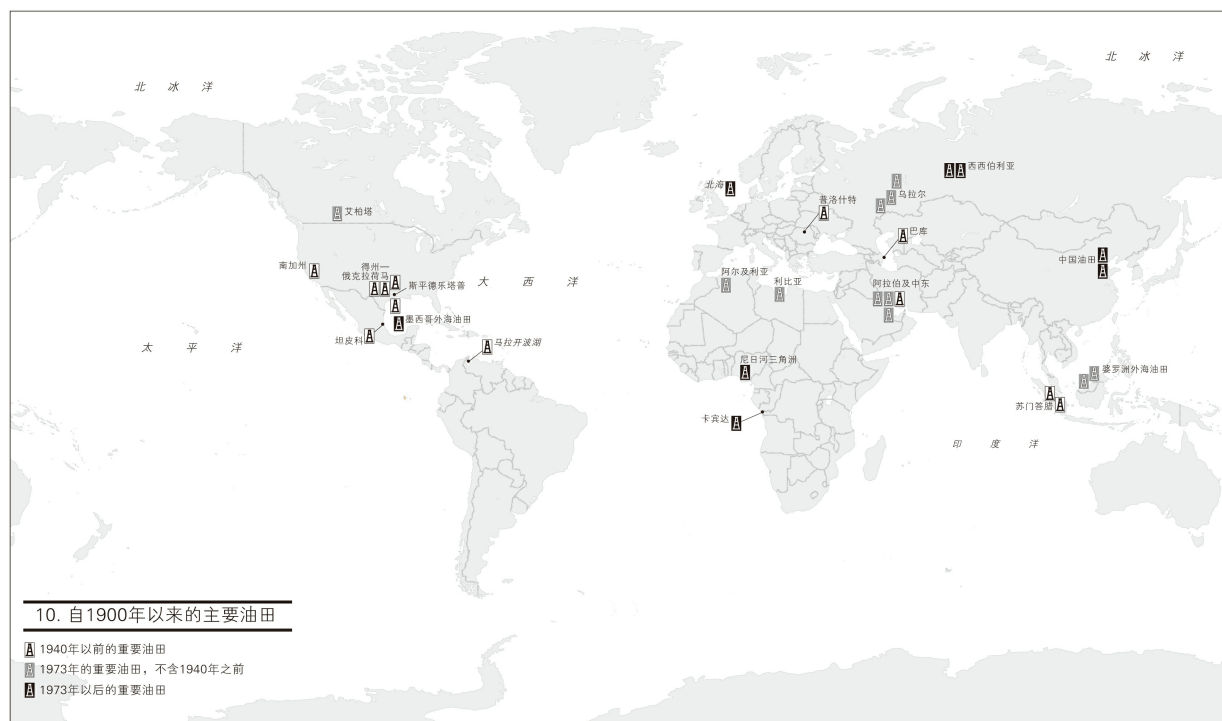 北 冰 洋
北 冰 洋
西西伯利亚
北海
乌拉尔
普洛什特
艾柏塔
巴库
中国油田
南加州
得州—
俄克拉荷马
斯平德乐塔普
大 西 洋
阿尔及利亚
利比亚
阿拉伯及中东
墨西哥外海油田
坦皮科
太 平 洋
马拉开波湖
尼日河三角洲
婆罗洲外海油田
苏门答腊
卡宾达
印 度 洋
10. 自1900年以来的主要油田
1940年以前的重要油田
1973年的重要油田，不含1940年之前
1973年以后的重要油田